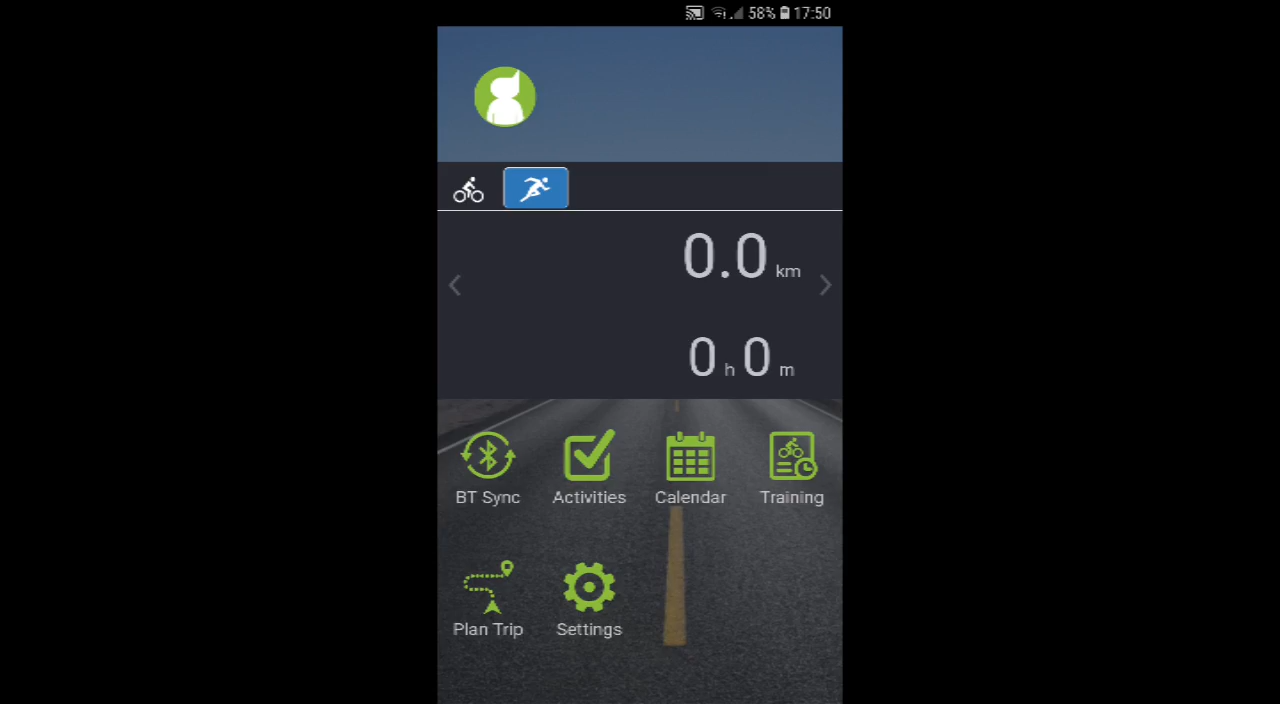 58% 17:50
0.0 km
0 h 0 m
BT Sync Activities Calendar Training
Plan Trip Settings